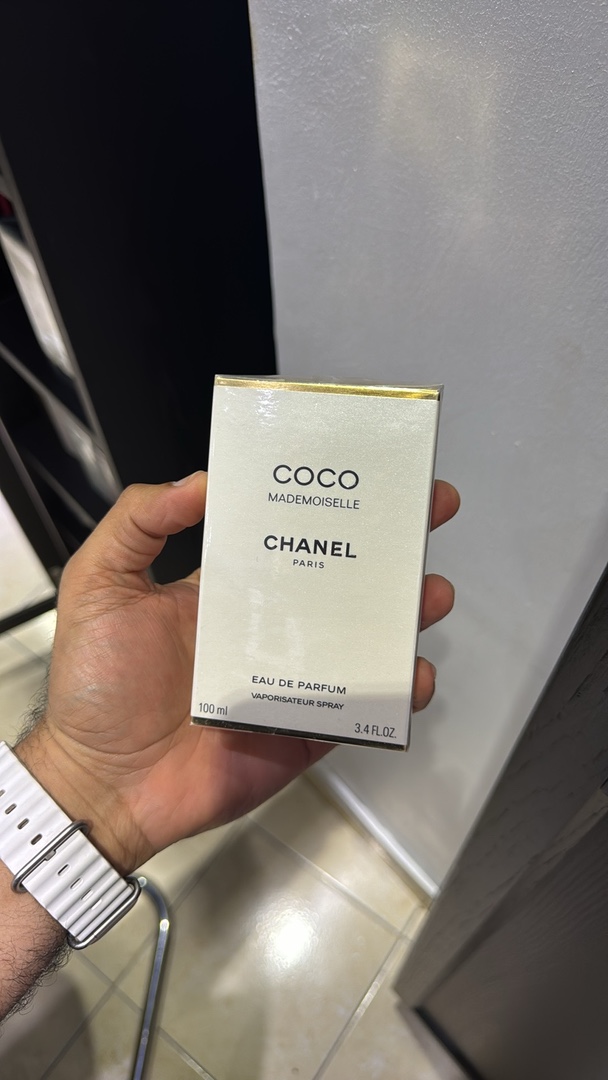 COCO
MADEMOISELLE
CHANEL
PARIS
EAU DE PARFUM
VAPORISATEUR SPRAY
100 ml
3.4 FL.OZ.